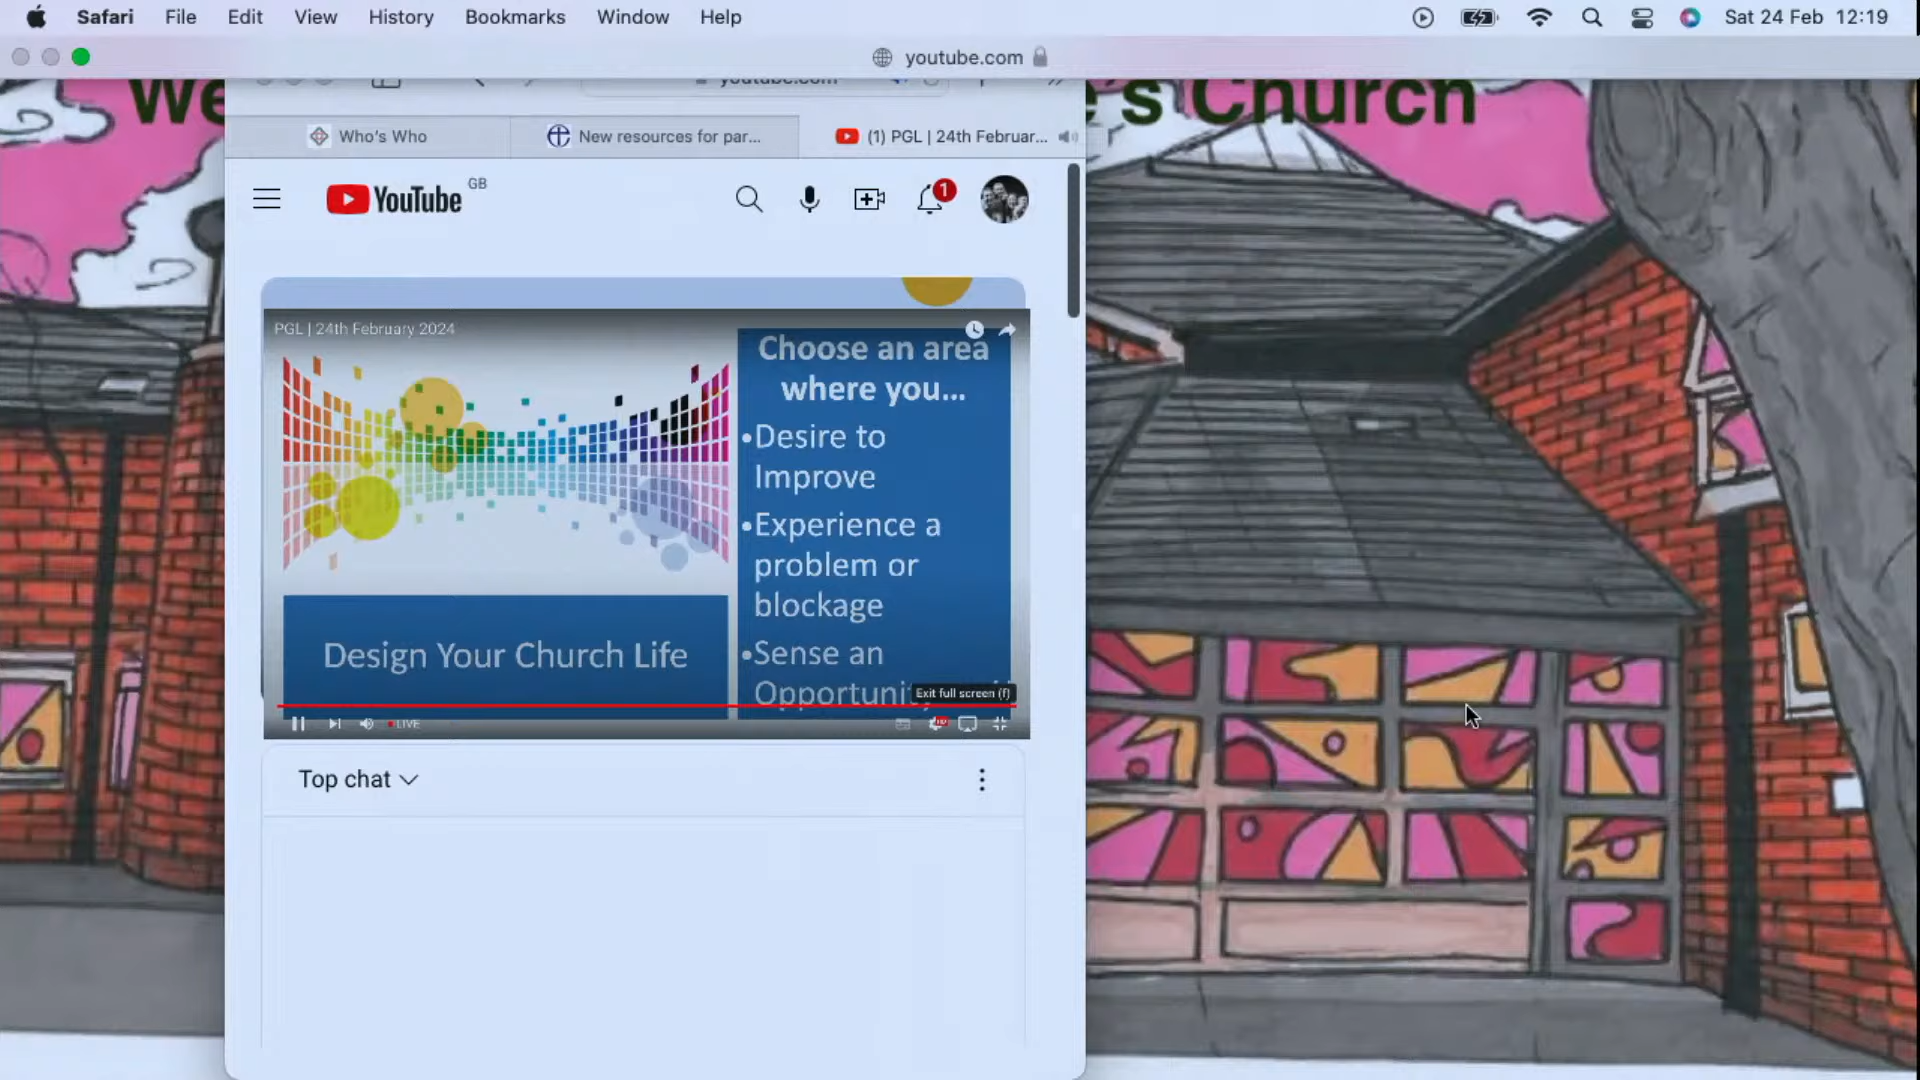 Safari File Edit View History Bookmarks Window Help Sat 24 Feb 12:19
youtube.com
We
e's Church
youtube.com
Who's Who New resources for par... (1) PGL | 24th Februar...
YouTube GB 1
PGL | 24th February 2024
Choose an area
where you...
•Desire to
Improve
•Experience a
problem or
blockage
•Sense an
Opportuni
Design Your Church Life
Exit full screen (f)
LIVE
Top chat